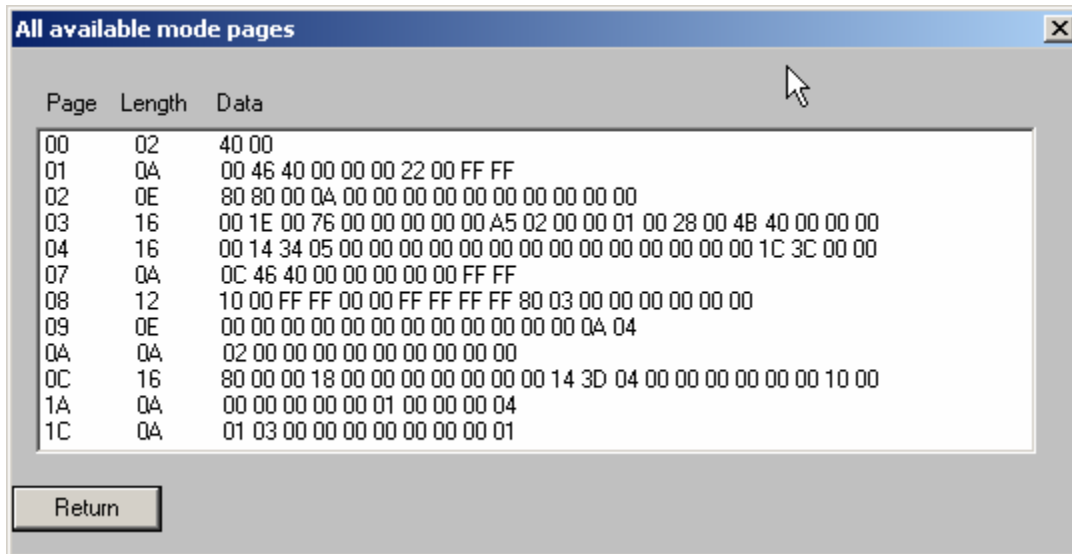 All available mode pages
Page Length Data
00 02 40 00
01 0A 00 46 40 00 00 00 22 00 FF FF
02 0E 80 80 00 0A 00 00 00 00 00 00 00 00 00 00
03 16 00 1E 00 76 00 00 00 00 00 A5 02 00 00 01 00 28 00 4B 40 00 00 00
04 16 00 14 34 05 00 00 00 00 00 00 00 00 00 00 00 00 00 00 1C 3C 00 00
07 0A 0C 46 40 00 00 00 00 00 FF FF
08 12 10 00 FF FF 00 00 FF FF FF FF 80 03 00 00 00 00 00 00
09 0E 00 00 00 00 00 00 00 00 00 00 00 00 0A 04
0A 0A 02 00 00 00 00 00 00 00 00 00
0C 16 80 00 00 18 00 00 00 00 00 00 00 14 3D 04 00 00 00 00 00 00 10 00
1A 0A 00 00 00 00 00 01 00 00 00 04
1C 0A 01 03 00 00 00 00 00 00 00 01
Return